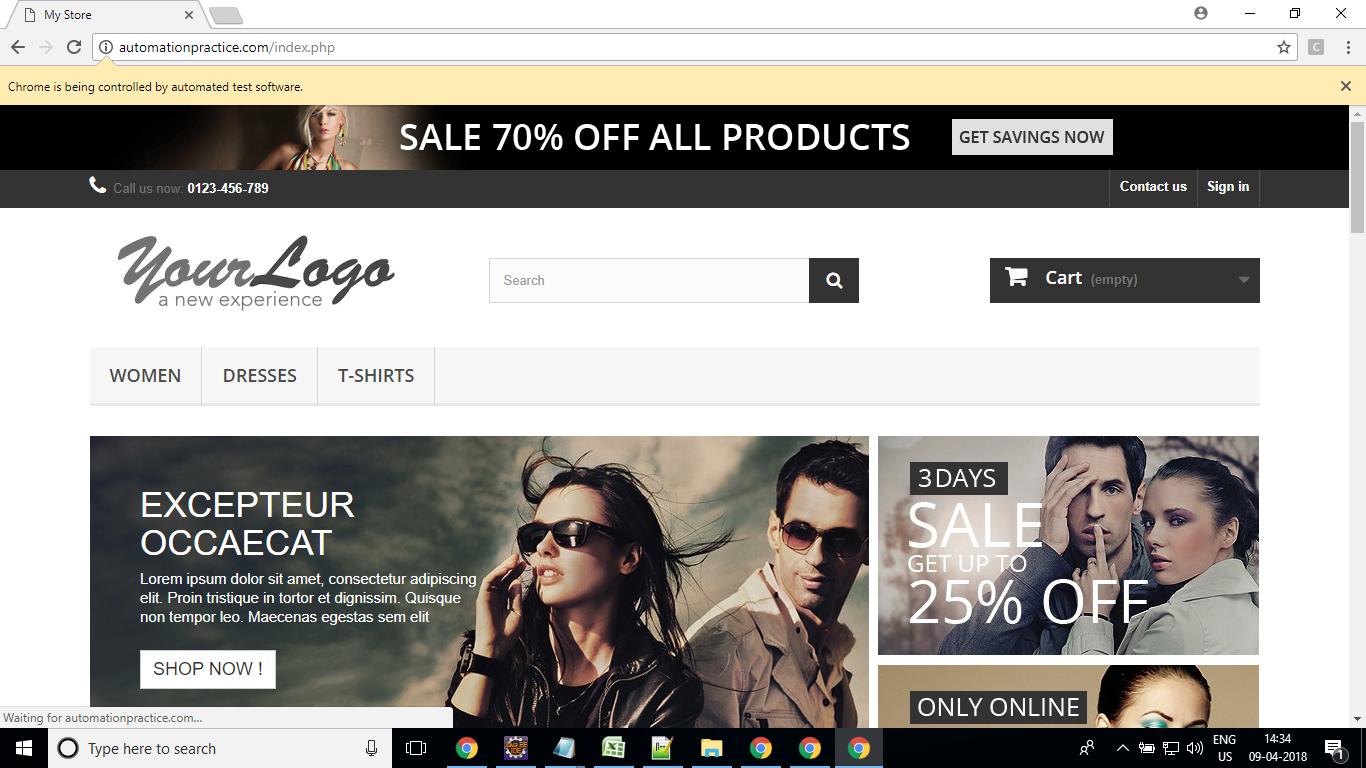 My Store
automationpractice.com/index.php
C
Chrome is being controlled by automated test software.
SALE 70% OFF ALL PRODUCTS
GET SAVINGS NOW
Call us now: 0123-456-789
Contact us
Sign in
YourLogo
a new experience
Search
Cart (empty)
WOMEN
DRESSES
T-SHIRTS
EXCEPTEUR
OCCAECAT
Lorem ipsum dolor sit amet, consectetur adipiscing
elit. Proin tristique in tortor et dignissim. Quisque
non tempor leo. Maecenas egestas sem elit
SHOP NOW !
3 DAYS
SALE
GET UP TO
25% OFF
ONLY ONLINE
Waiting for automationpractice.com...
Type here to search
ENG
US
14:34
09-04-2018
1